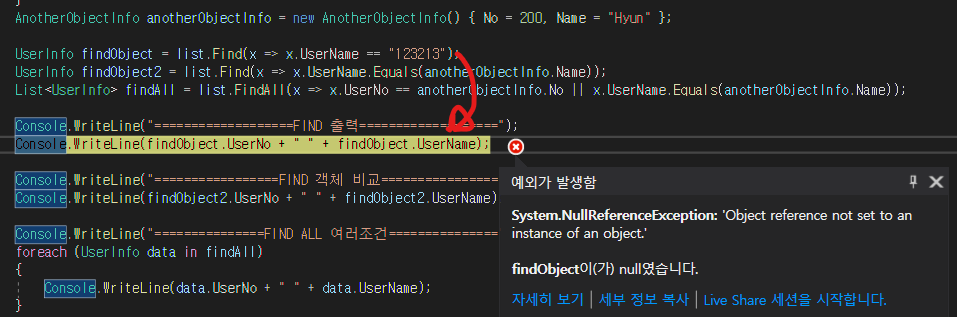 }
AnotherObjectInfo anotherObjectInfo = new AnotherObjectInfo() { No = 200, Name = "Hyun" };
UserInfo findObject = list.Find(x => x.UserName == "123213");
UserInfo findObject2 = list.Find(x => x.UserName.Equals(anotherObjectInfo.Name));
List<UserInfo> findAll = list.FindAll(x => x.UserNo == anotherObjectInfo.No || x.UserName.Equals(anotherObjectInfo.Name));
Console.WriteLine("===================FIND 출력===================");
Console.WriteLine(findObject.UserNo + " " + findObject.UserName);
Console.WriteLine("=================FIND 객체 비교================
Console.WriteLine(findObject2.UserNo + " " + findObject2.UserName)
Console.WriteLine("===============FIND ALL 여러조건===============
foreach (UserInfo data in findAll)
{
Console.WriteLine(data.UserNo + " " + data.UserName);
}
예외가 발생함
System.NullReferenceException: 'Object reference not set to an
instance of an object.'
findObject이(가) null였습니다.
자세히 보기 | 세부 정보 복사 | Live Share 세션을 시작합니다.